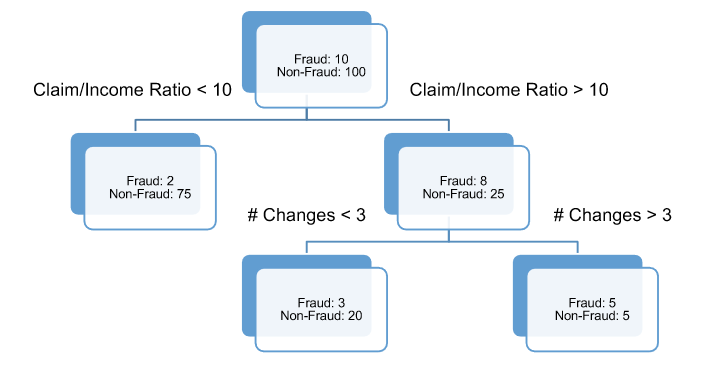 Fraud: 10
Non-Fraud: 100
Claim/Income Ratio < 10
Claim/Income Ratio > 10
Fraud: 2
Non-Fraud: 75
Fraud: 8
Non-Fraud: 25
# Changes < 3
# Changes > 3
Fraud: 3
Non-Fraud: 20
Fraud: 5
Non-Fraud: 5